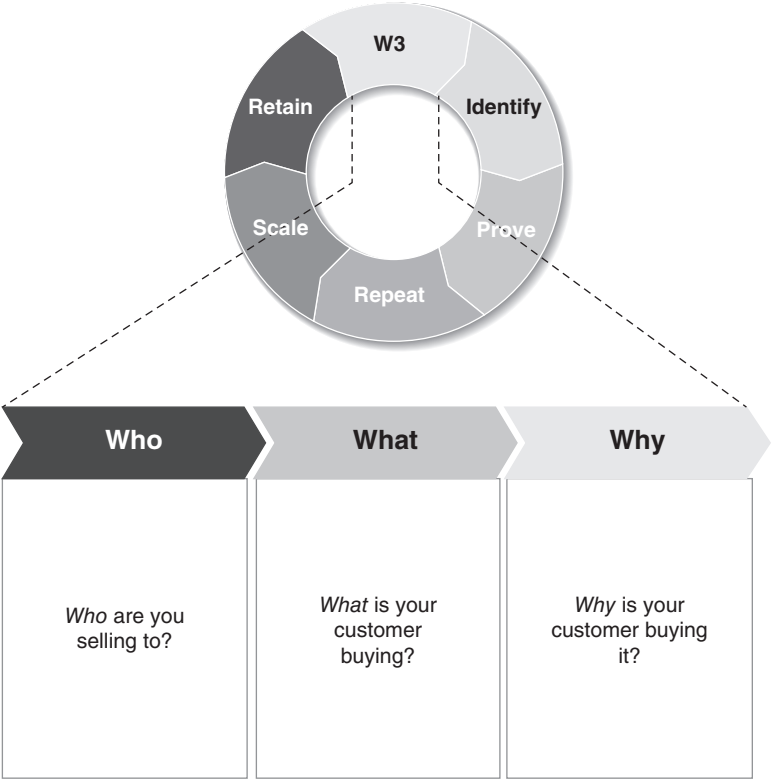 W3
Identify
Prove
Repeat
Scale
Retain
Who
What
Why
Who are you
selling to?
What is your
customer
buying?
Why is your
customer buying
it?